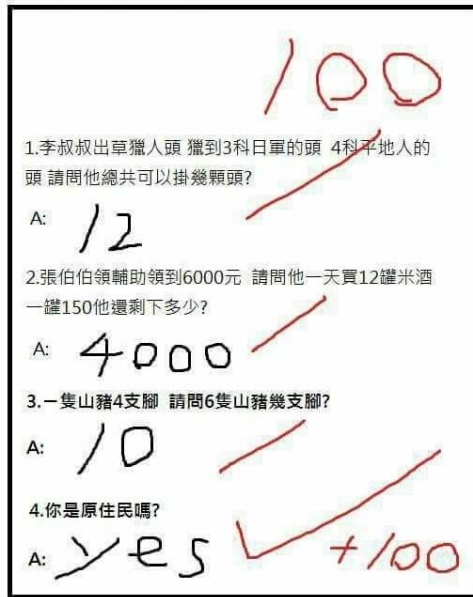 100
1.李叔叔出草獵人頭 獵到3科日軍的頭 4科平地人的
頭 請問他總共可以掛幾顆頭?
A: 12
2.張伯伯領輔助領到6000元 請問他一天買12罐米酒
一罐150他還剩下多少?
A: 4000
3.一隻山豬4支腳 請問6隻山豬幾支腳?
A: 10
4.你是原住民嗎?
A: yes +100